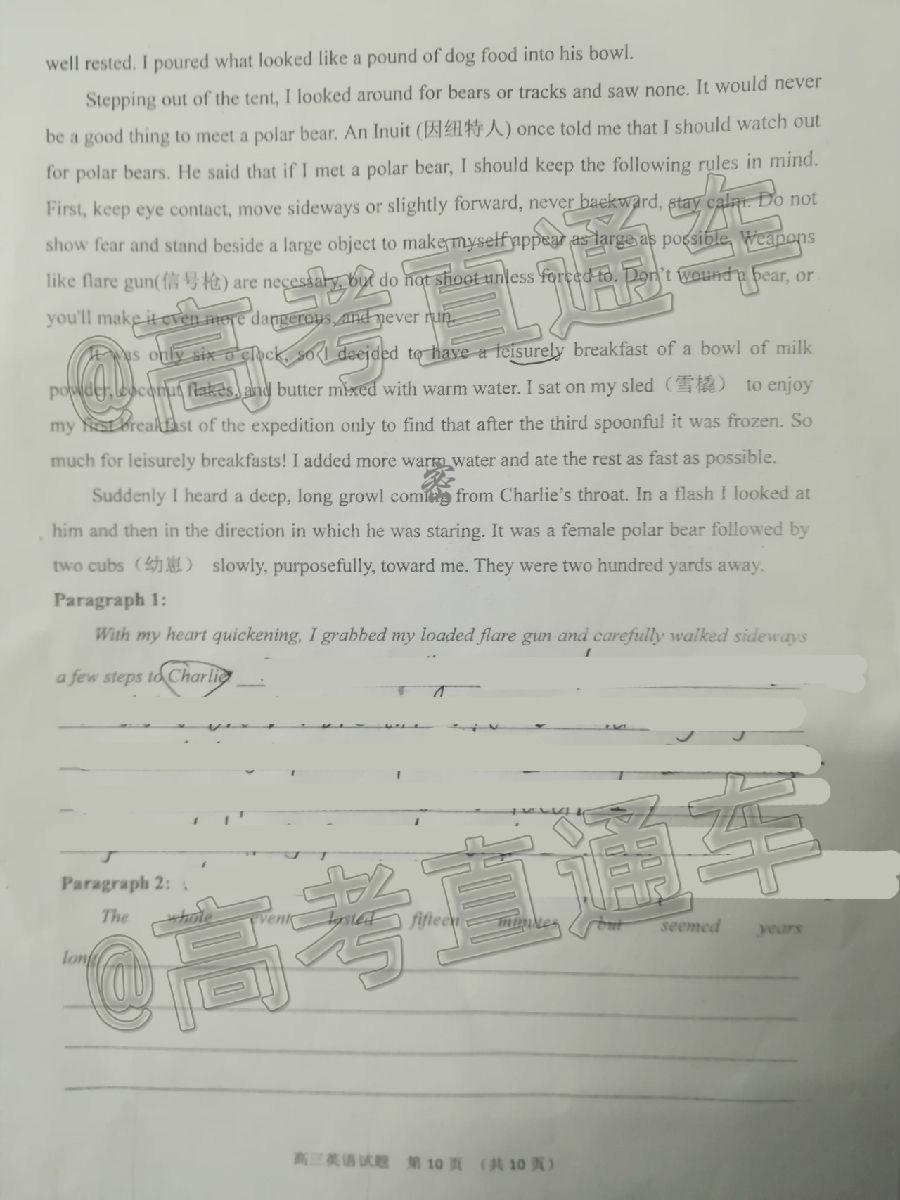 well rested. I poured what looked like a pound of dog food into his bowl.
Stepping out of the tent, I looked around for bears or tracks and saw none. It would never
be a good thing to meet a polar bear. An Inuit (因纽特人) once told me that I should watch out
for polar bears. He said that if I met a polar bear, I should keep the following rules in mind.
First, keep eye contact, move sideways or slightly forward, never backward, stay calm. Do not
show fear and stand beside a large object to make myself appear as large as possible. Weapons
like flare gun(信号枪) are necessary, but do not shoot unless forced to. Don't wound a bear, or
you'll make it even more dangerous, and never run.
It was only six o'clock, so I decided to have a leisurely breakfast of a bowl of milk
powder, coconut flakes, and butter mixed with warm water. I sat on my sled（雪橇） to enjoy
my first breakfast of the expedition only to find that after the third spoonful it was frozen. So
much for leisurely breakfasts! I added more warm water and ate the rest as fast as possible.
密
Suddenly I heard a deep, long growl coming from Charlie's throat. In a flash I looked at
him and then in the direction in which he was staring. It was a female polar bear followed by
two cubs（幼崽） slowly, purposefully, toward me. They were two hundred yards away.
Paragraph 1:
With my heart quickening, I grabbed my loaded flare gun and carefully walked sideways
a few steps to Charlie
Paragraph 2:
The whole event lasted fifteen minutes but seemed years
long
高三英语试题 第 10 页 （共 10 页）
@高考直通车
@高考直通车